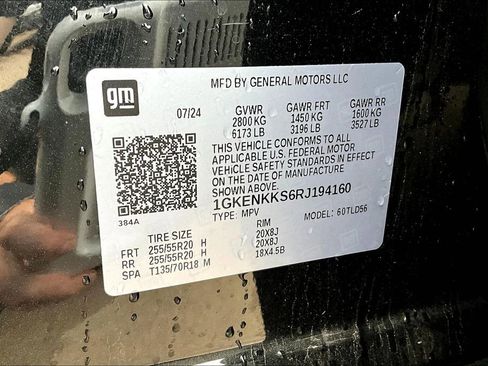 gm
MFD BY GENERAL MOTORS LLC
07/24 GVWR GAWR FRT GAWR RR
2800 KG 1450 KG 1600 KG
6173 LB 3196 LB 3527 LB
THIS VEHICLE CONFORMS TO ALL
APPLICABLE U.S. FEDERAL MOTOR
VEHICLE SAFETY STANDARDS IN EFFECT
ON THE DATE OF MANUFACTURE
SHOWN ABOVE.
1GKENKKS6RJ194160
TYPE: MPV MODEL: 60TLD56
384A
TIRE SIZE RIM
FRT 255/55R20 H 20X8J
RR 255/55R20 H 20X8J
SPA T135/70R18 M 18X4.5B